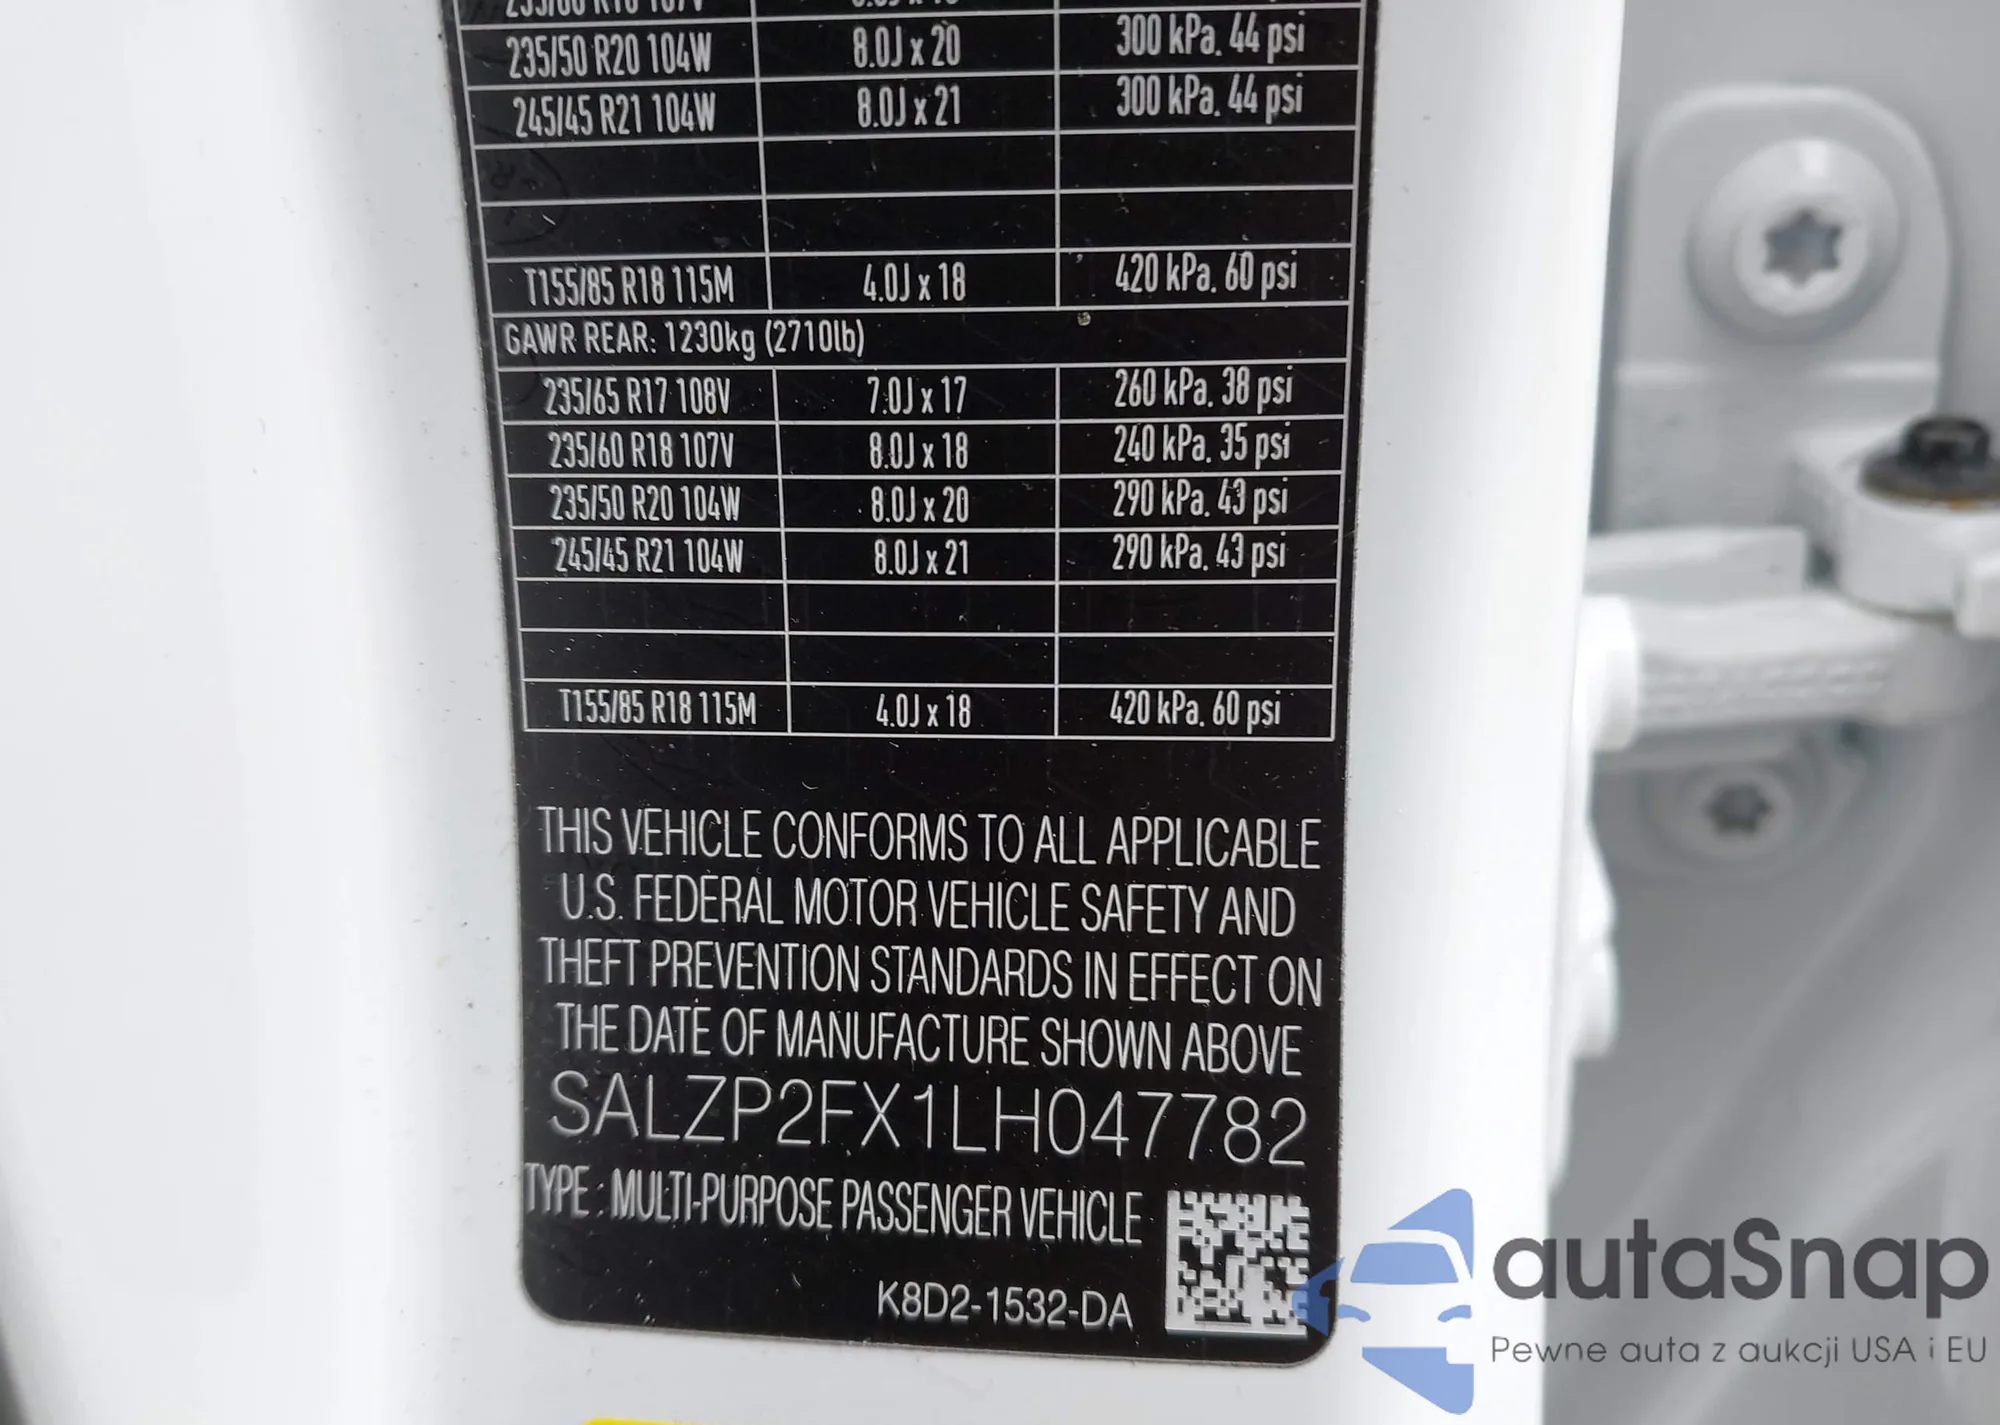 235/60 R18 107V
235/50 R20 104W 8.0J x 20 300 kPa. 44 psi
245/45 R21 104W 8.0J x 21 300 kPa. 44 psi
T155/85 R18 115M 4.0J x 18 420 kPa. 60 psi
GAWR REAR: 1230kg (2710lb)
235/65 R17 108V 7.0J x 17 260 kPa. 38 psi
235/60 R18 107V 8.0J x 18 240 kPa. 35 psi
235/50 R20 104W 8.0J x 20 290 kPa. 43 psi
245/45 R21 104W 8.0J x 21 290 kPa. 43 psi
T155/85 R18 115M 4.0J x 18 420 kPa. 60 psi
THIS VEHICLE CONFORMS TO ALL APPLICABLE
U.S. FEDERAL MOTOR VEHICLE SAFETY AND
THEFT PREVENTION STANDARDS IN EFFECT ON
THE DATE OF MANUFACTURE SHOWN ABOVE
SALZP2FX1LH047782
TYPE : MULTI-PURPOSE PASSENGER VEHICLE
K8D2-1532-DA
autaSnap
Pewne auta z aukcji USA i EU